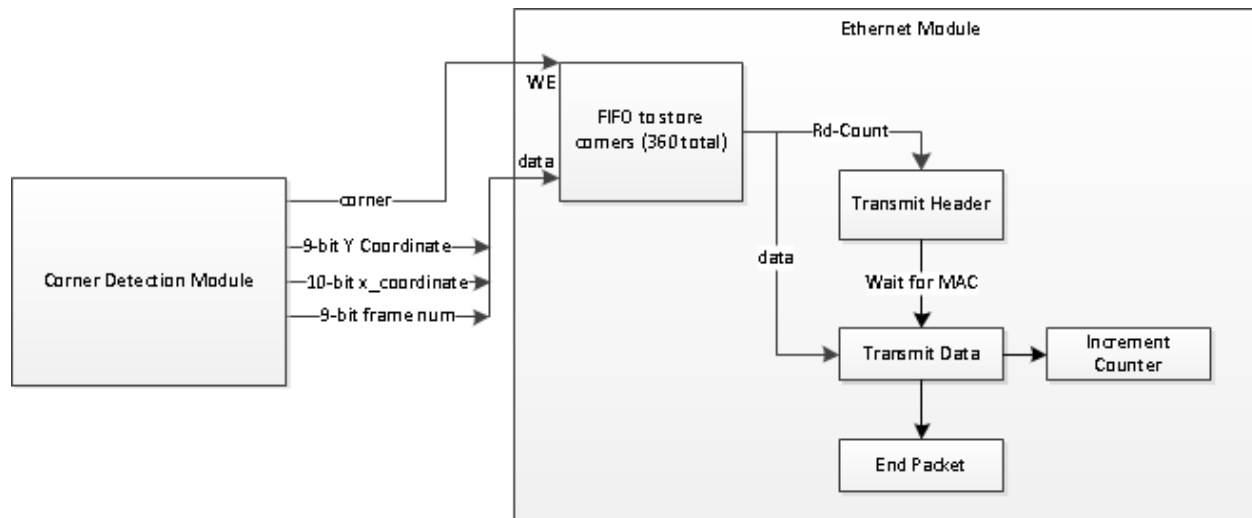 Ethernet Module
WE
FIFO to store
corners (360 total)
Rd-Count
data
corner
Transmit Header
9-bit Y Coordinate
data
Corner Detection Module
10-bit x_coordinate
Wait for MAC
9-bit frame num
Transmit Data
Increment
Counter
End Packet